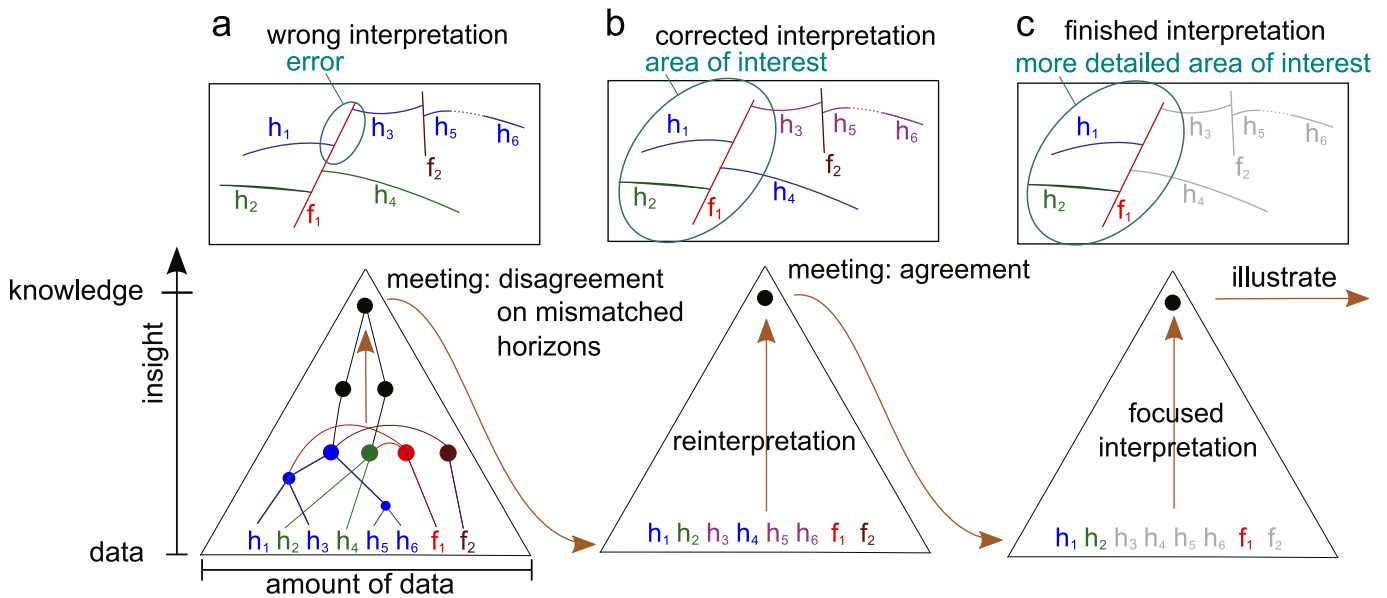 a
wrong interpretation
error
h1
h3
h5
h6
f2
h2
h4
f1
b
corrected interpretation
area of interest
h1
h3
h5
h6
f2
h2
h4
f1
c
finished interpretation
more detailed area of interest
h1
h3
h5
h6
f2
h2
h4
f1
knowledge
insight
data
meeting: disagreement
on mismatched
horizons
h1 h2 h3 h4 h5 h6 f1 f2
amount of data
meeting: agreement
reinterpretation
h1 h2 h3 h4 h5 h6 f1 f2
illustrate
focused
interpretation
h1 h2 h3 h4 h5 h6 f1 f2